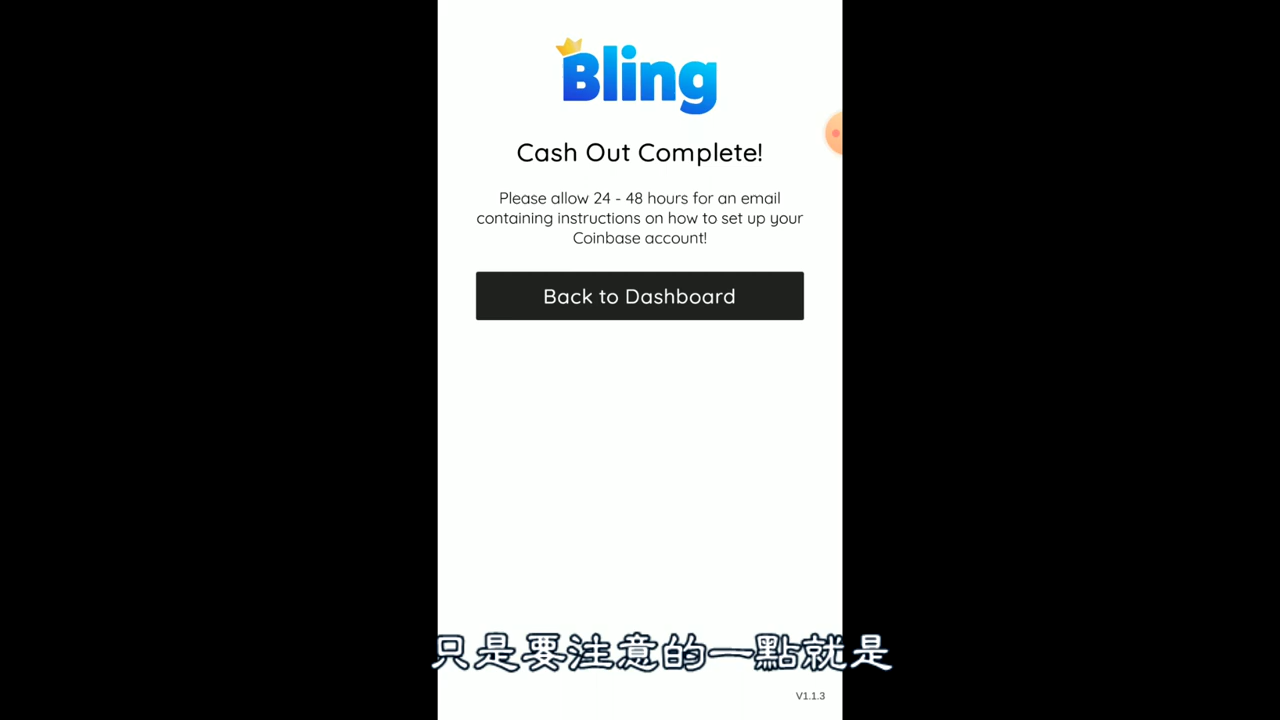 Bling
Cash Out Complete!
Please allow 24 - 48 hours for an email
containing instructions on how to set up your
Coinbase account!
Back to Dashboard
只是要注意的一點就是
V1.1.3